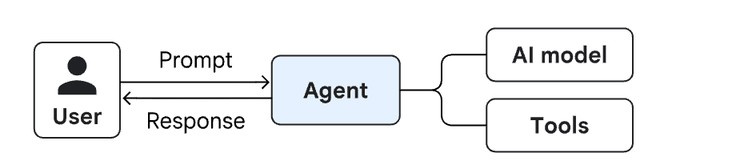 Prompt
User
Response
Agent
AI model
Tools